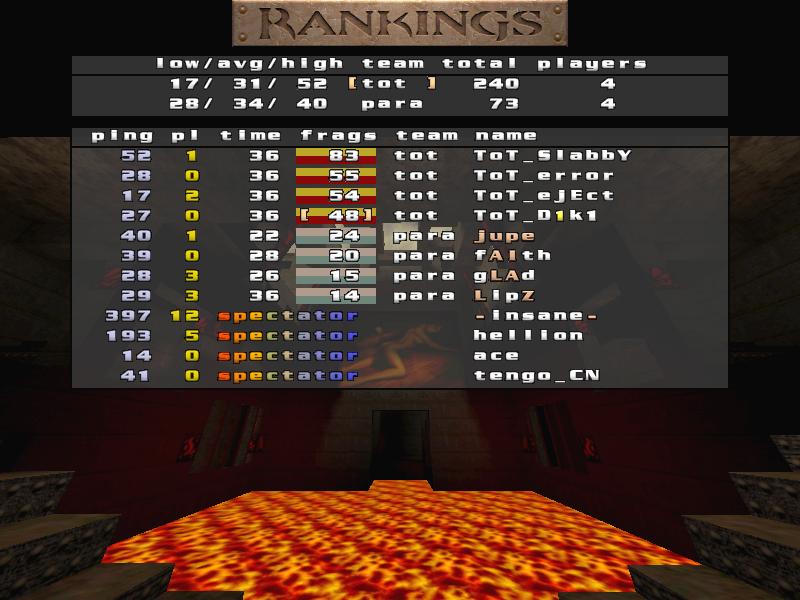 RANKINGS
low/avg/high team total players
17/ 31/ 52 [tot ] 240 4
28/ 34/ 40 para 73 4
ping pl time frags team name
52 1 36 83 tot ToT_SlabbY
28 0 36 55 tot ToT_error
17 2 36 54 tot ToT_ejEct
27 0 36 [ 48] tot ToT_D1k1
40 1 22 24 para jupe
39 0 28 20 para fAIth
28 3 26 15 para gLAd
29 3 36 14 para LipZ
397 12 spectator -insane-
193 5 spectator hellion
14 0 spectator ace
41 0 spectator tengo_CN